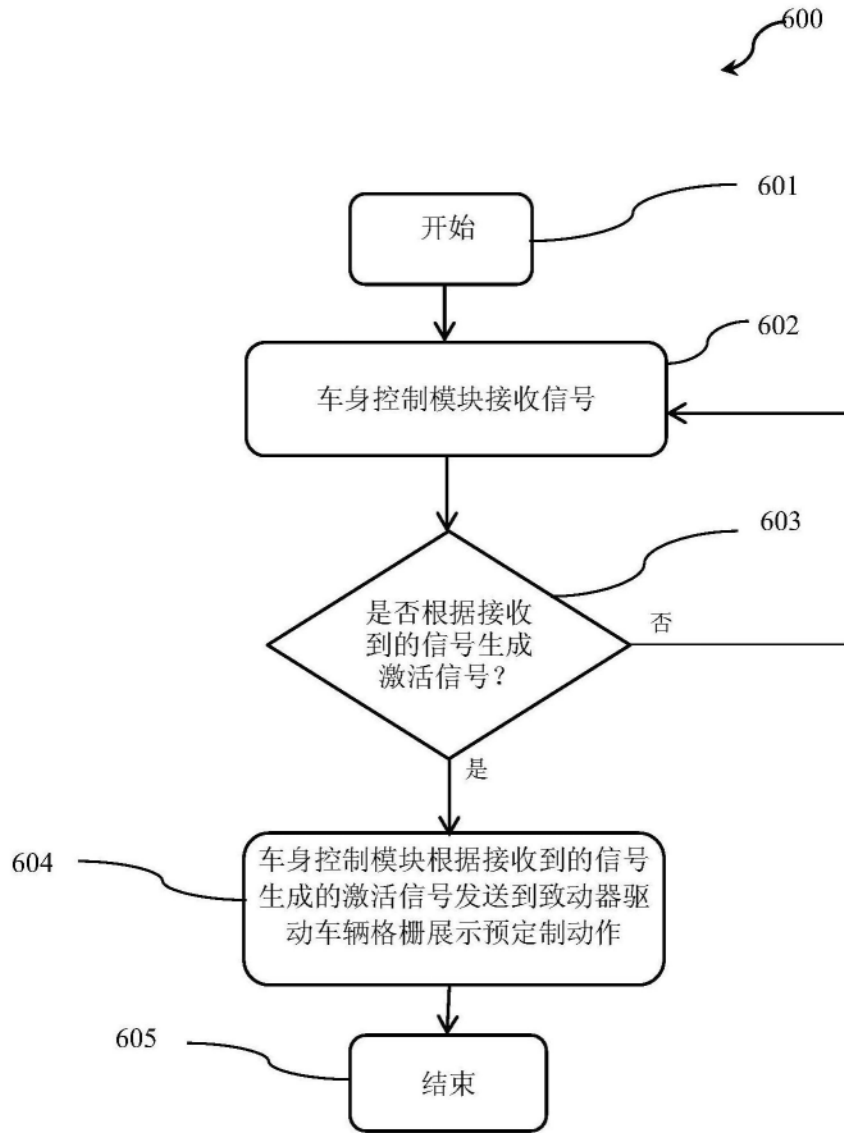 600
601
开始
602
车身控制模块接收信号
603
是否根据接收
到的信号生成
激活信号？
否
是
604
车身控制模块根据接收到的信号
生成的激活信号发送到致动器驱
动车辆格栅展示预定制动作
605
结束